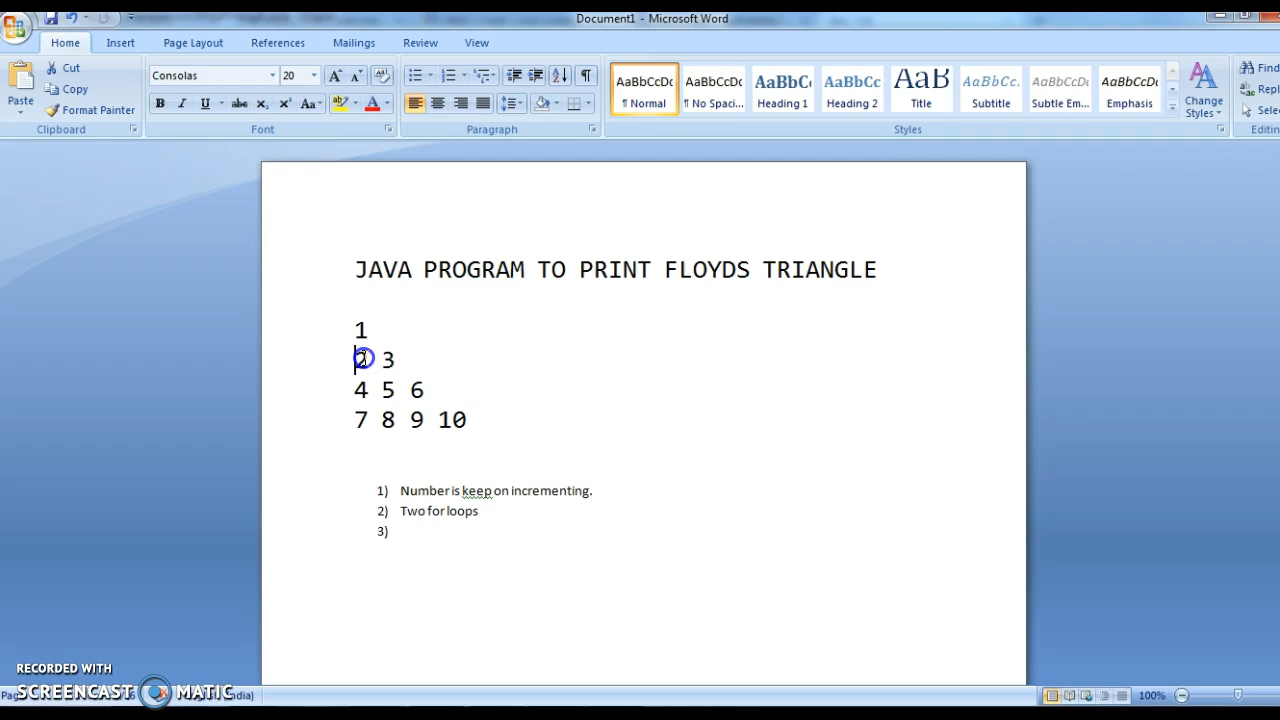 Document1 - Microsoft Word
Home Insert Page Layout References Mailings Review View
Paste
Cut
Copy
Format Painter
Clipboard
Consolas 20
Font
Paragraph
AaBbCcDc AaBbCcDc AaBbCc AaBbCc AaB AaBbCc. AaBbCcDc AaBbCcDc
¶ Normal ¶ No Spaci... Heading 1 Heading 2 Title Subtitle Subtle Em... Emphasis
Change
Styles
Styles
Find
Repl
Selec
Editin
JAVA PROGRAM TO PRINT FLOYDS TRIANGLE
1
2 3
4 5 6
7 8 9 10
1) Number is keep on incrementing.
2) Two for loops
3)
RECORDED WITH
SCREENCAST MATIC
100%